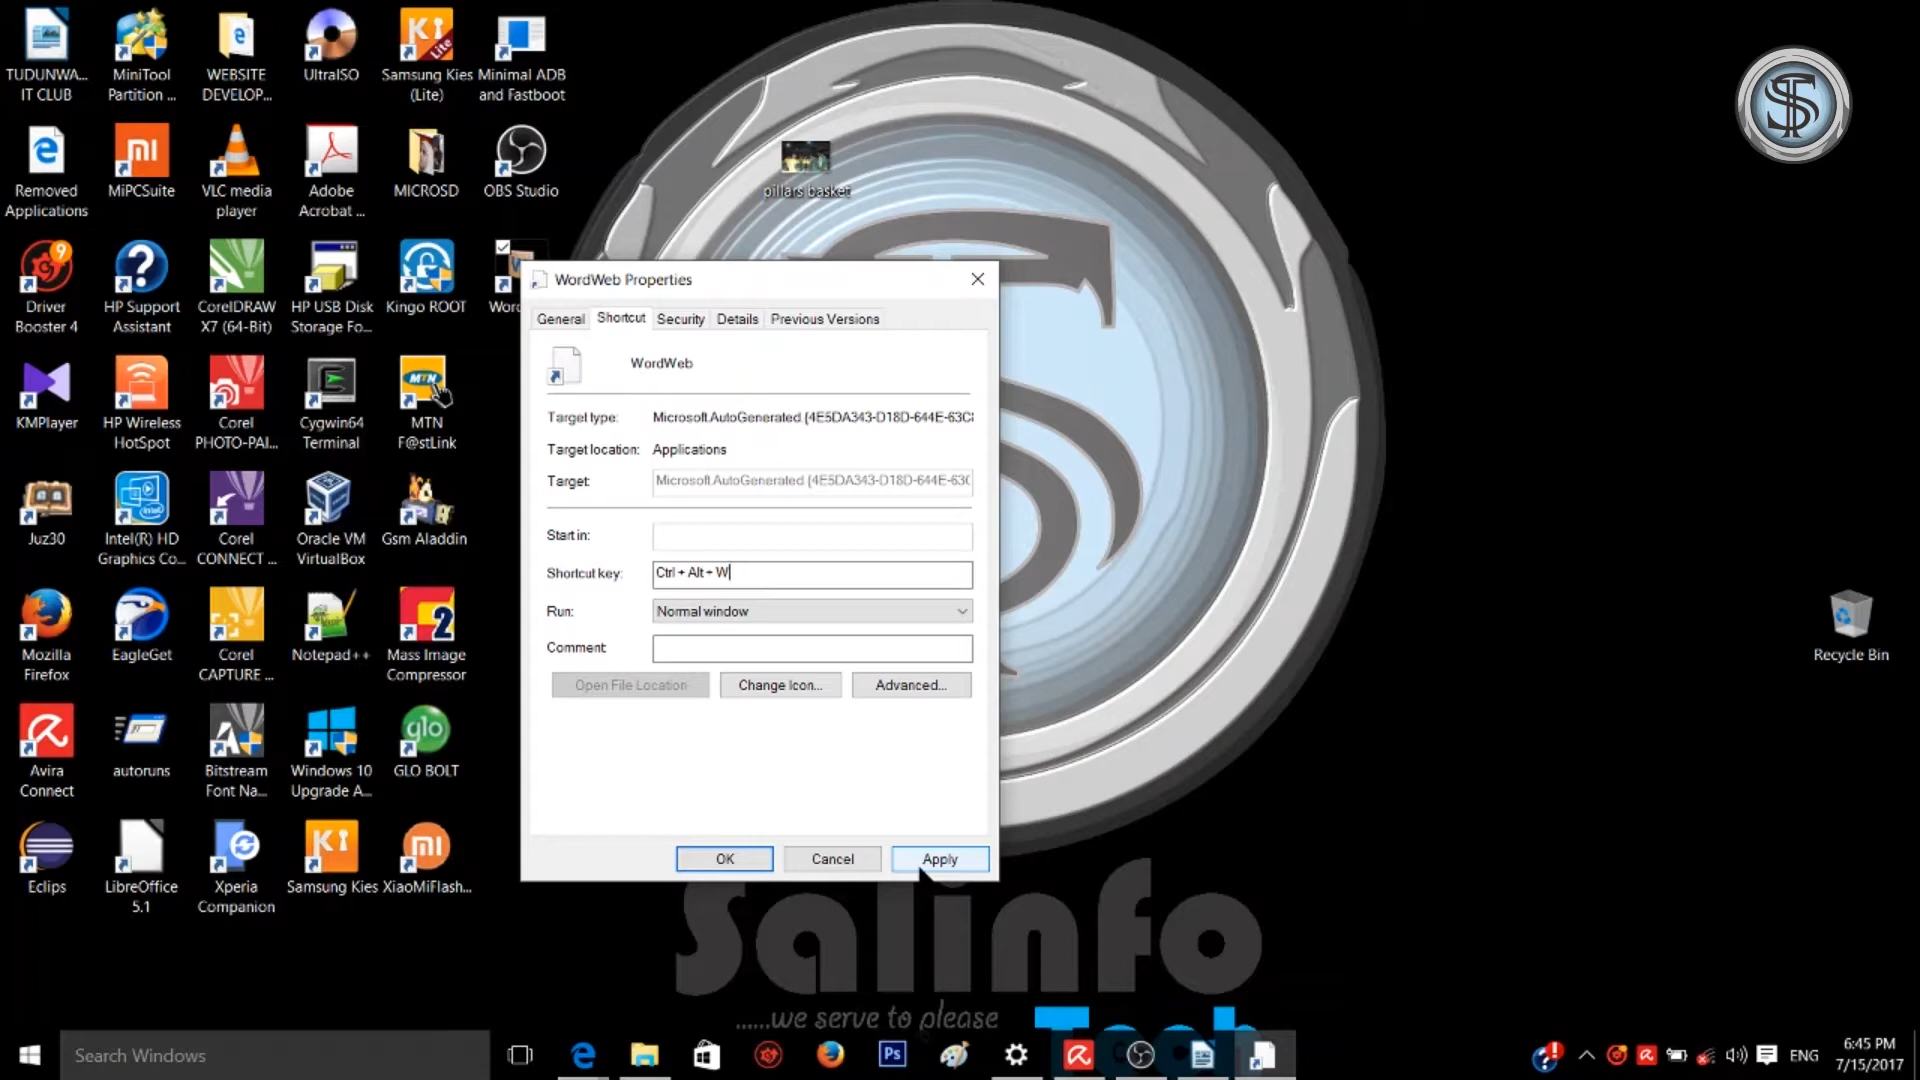 TUDUNWA...
IT CLUB
MiniTool
Partition ...
WEBSITE
DEVELOP...
UltraISO
Samsung Kies
(Lite)
Minimal ADB
and Fastboot
Removed
Applications
MiPCSuite
VLC media
player
Adobe
Acrobat ...
MICROSD
OBS Studio
pillars basket
Driver
Booster 4
HP Support
Assistant
CorelDRAW
X7 (64-Bit)
HP USB Disk
Storage Fo...
Kingo ROOT
KMPlayer
HP Wireless
HotSpot
Corel
PHOTO-PAI...
Cygwin64
Terminal
MTN
F@stLink
Juz30
Intel(R) HD
Graphics Co...
Corel
CONNECT ...
Oracle VM
VirtualBox
Gsm Aladdin
Mozilla
Firefox
EagleGet
Corel
CAPTURE ...
Notepad++
Mass Image
Compressor
Avira
Connect
autoruns
Bitstream
Font Na...
Windows 10
Upgrade A...
GLO BOLT
Eclips
LibreOffice
5.1
Xperia
Companion
Samsung Kies
XiaoMiFlash...
Recycle Bin
WordWeb Properties
General Shortcut Security Details Previous Versions
WordWeb
Target type: Microsoft.AutoGenerated.{4E5DA343-D18D-644E-63C
Target location: Applications
Target: Microsoft.AutoGenerated.{4E5DA343-D18D-644E-63C
Start in:
Shortcut key: Ctrl + Alt + W
Run: Normal window
Comment:
Open File Location Change Icon... Advanced...
OK Cancel Apply
Salinfo
......we serve to please
Tech
Search Windows
ENG
6:45 PM
7/15/2017